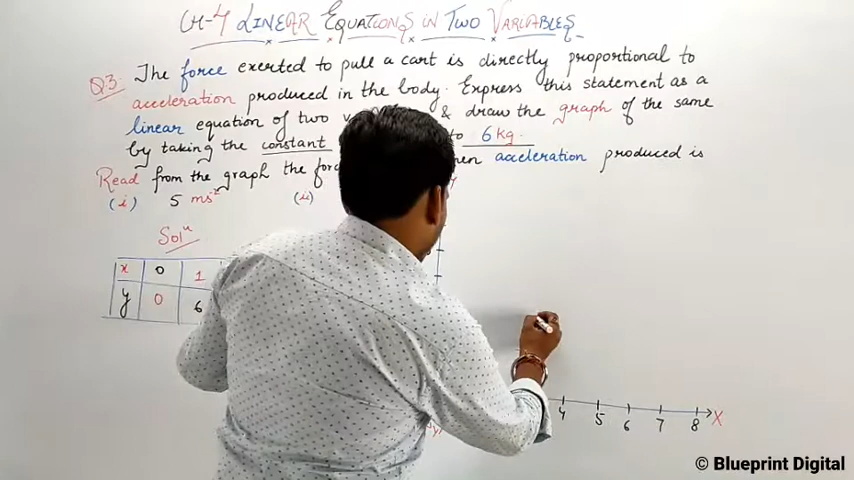 CH-4 LINEAR EQUATIONS IN TWO VARIABLES
Q.3 The force exerted to pull a cart is directly proportional to
acceleration produced in the body. Express this statement as a
linear equation of two & draw the graph of the same
by taking the constant to 6 kg.
Read from the graph the acceleration produced is
(i) 5 ms⁻² (ii)
Solⁿ
x 0 1
y 0 6
4 5 6 7 8 X
© Blueprint Digital